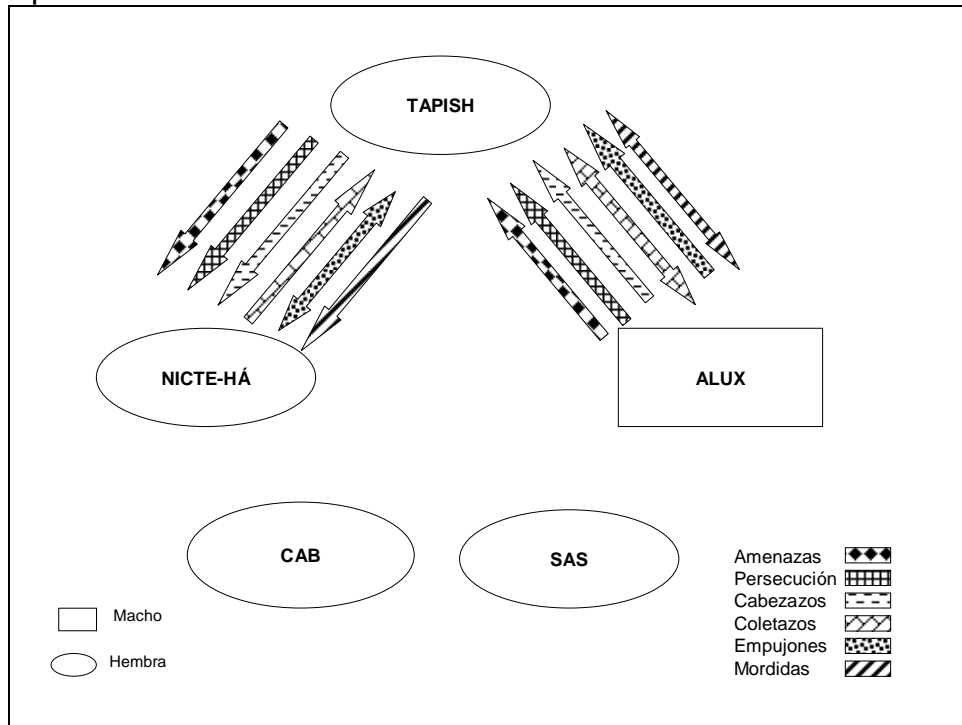 TAPISH
NICTE-HÁ
ALUX
CAB
SAS
Macho
Hembra
Amenazas
Persecución
Cabezazos
Coletazos
Empujones
Mordidas